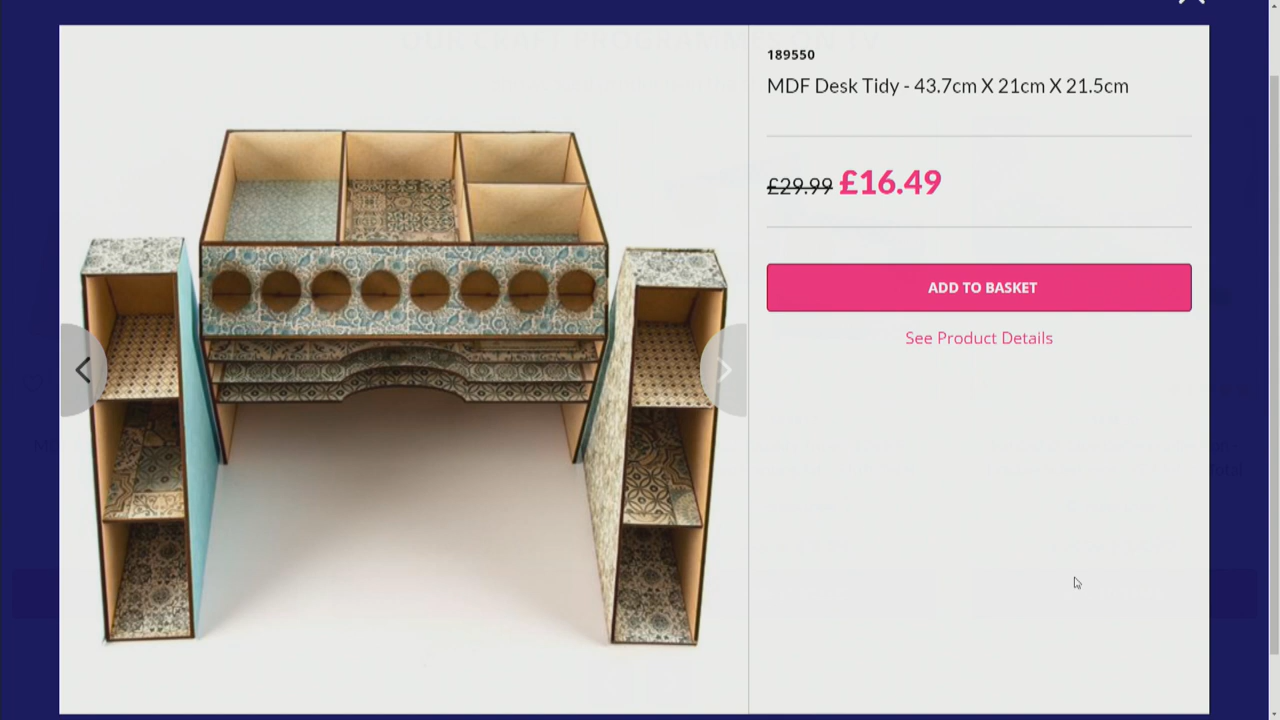 189550
MDF Desk Tidy - 43.7cm X 21cm X 21.5cm
£29.99 £16.49
ADD TO BASKET
See Product Details